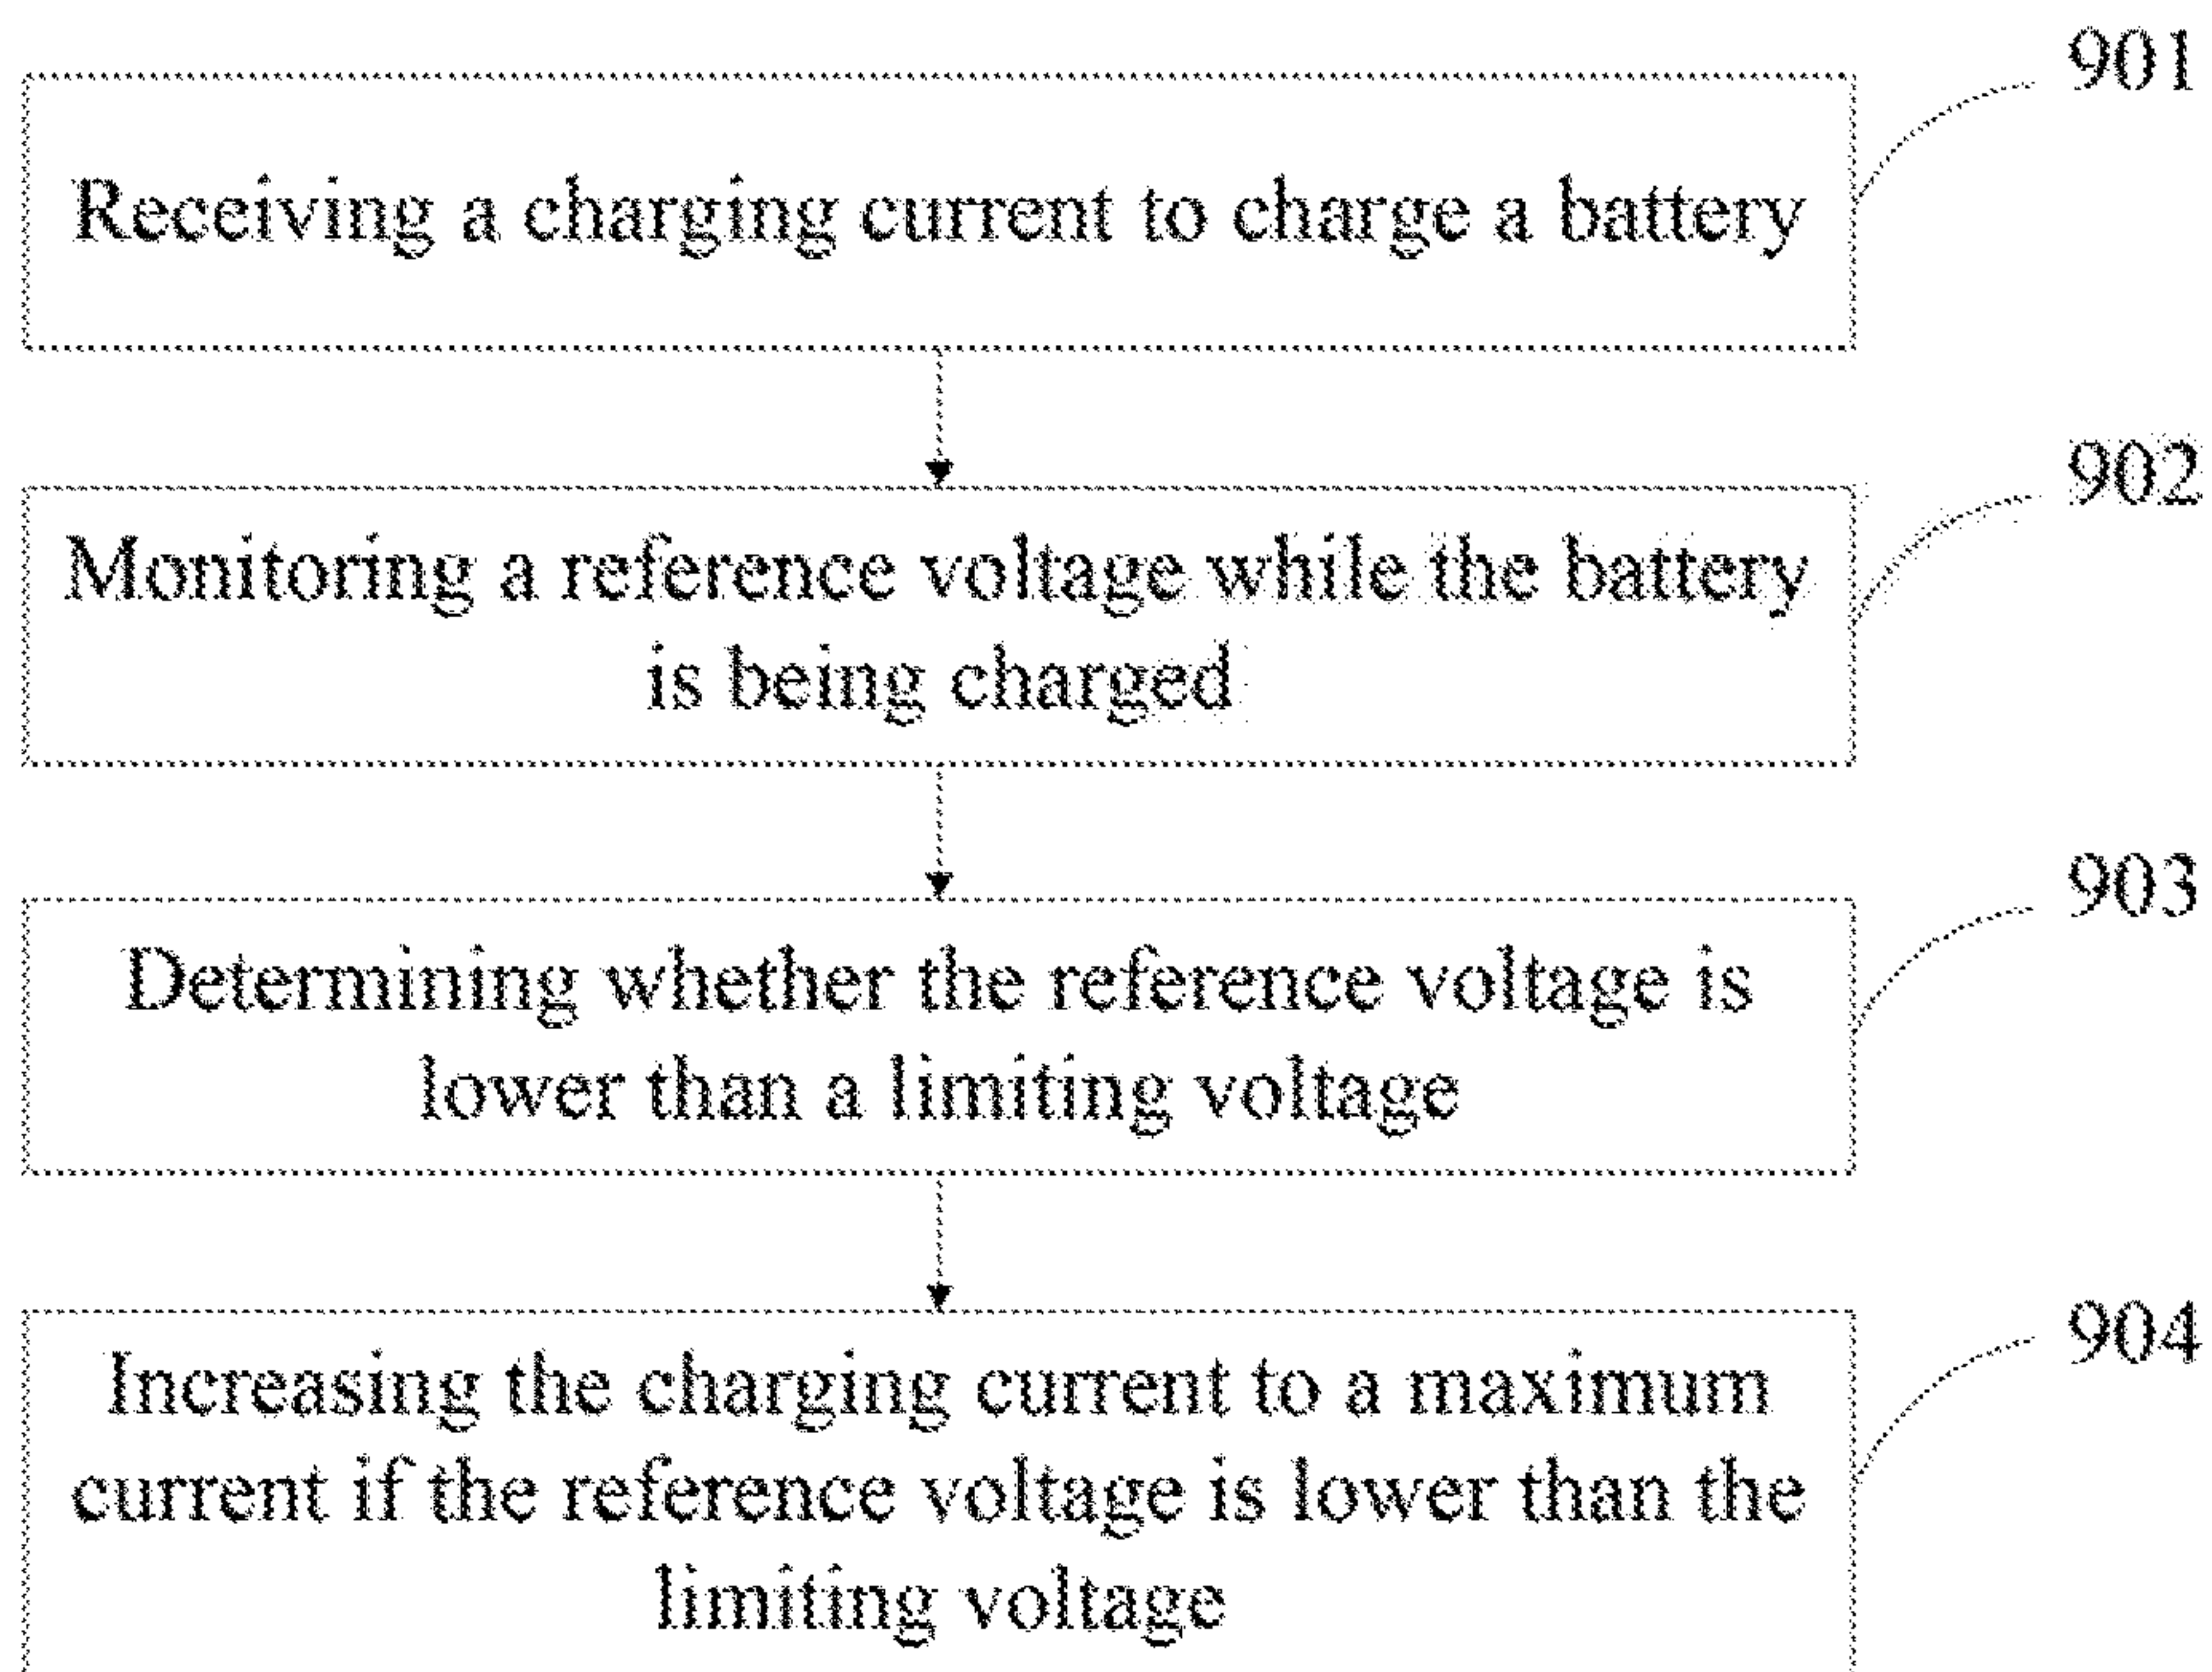 901
Receiving a charging current to charge a battery
902
Monitoring a reference voltage while the battery
is being charged
903
Determining whether the reference voltage is
lower than a limiting voltage
904
Increasing the charging current to a maximum
current if the reference voltage is lower than the
limiting voltage